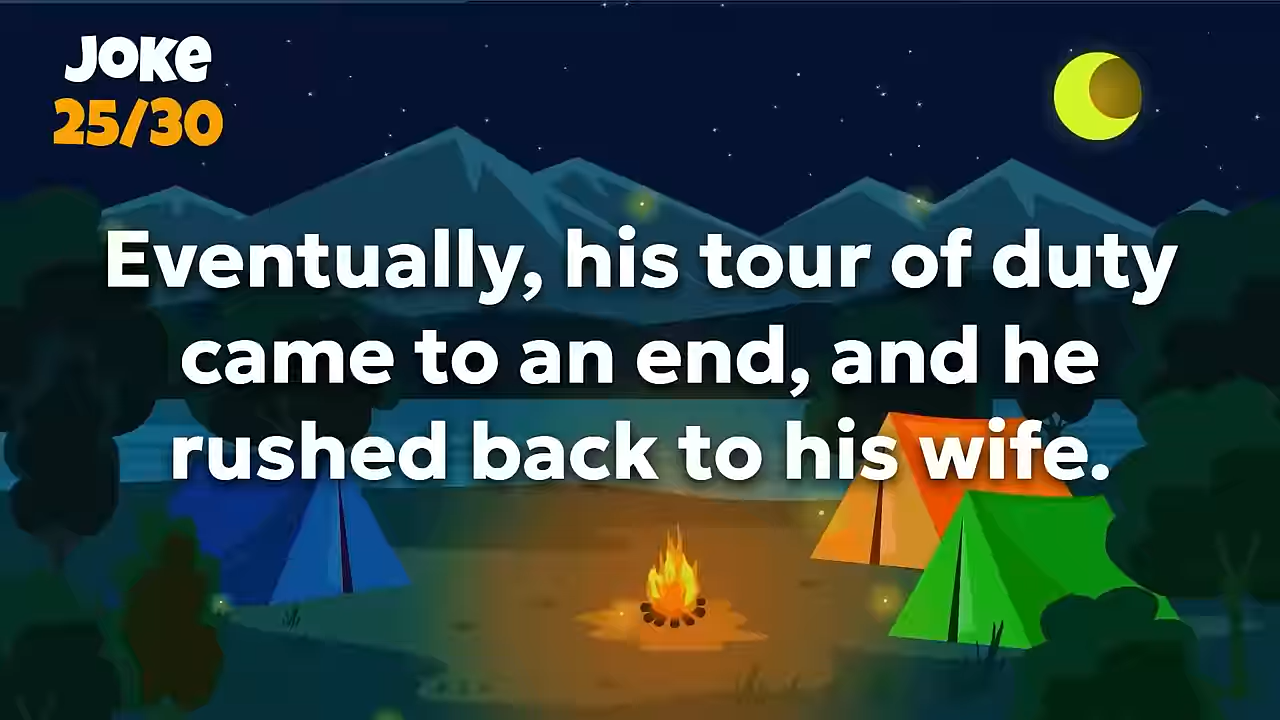 JOKE
25/30
Eventually, his tour of duty
came to an end, and he
rushed back to his wife.